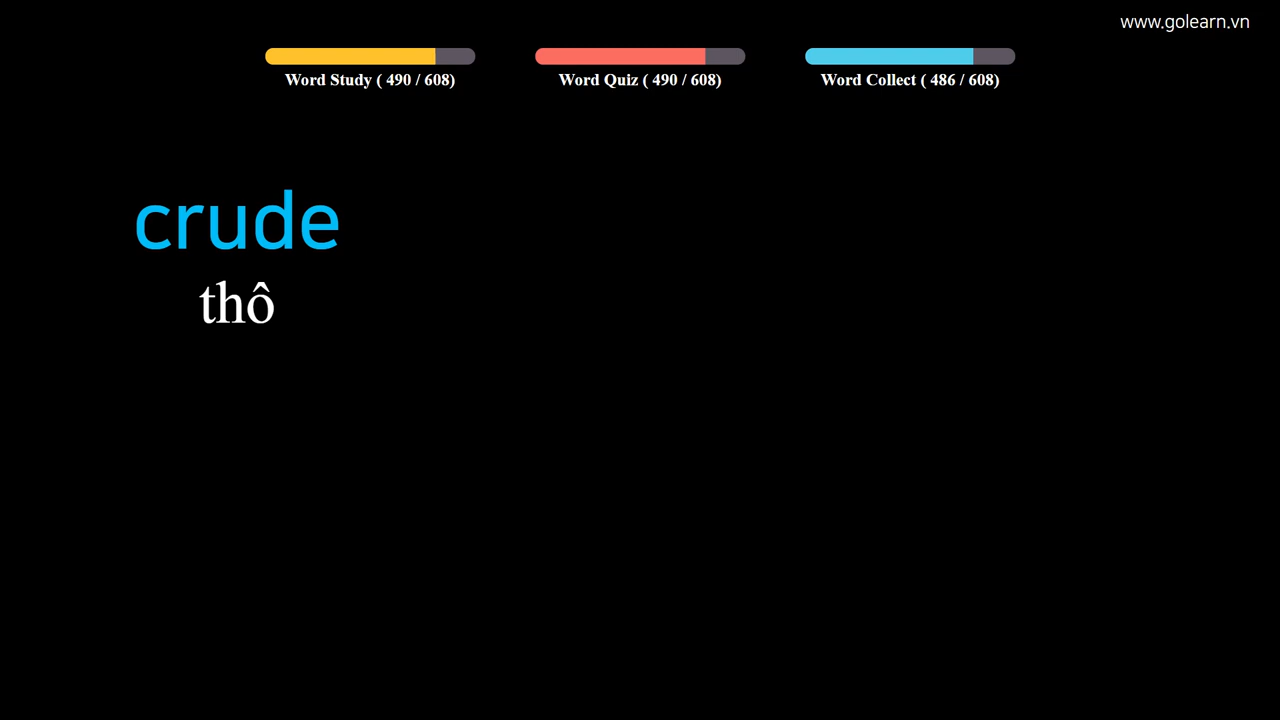 www.golearn.vn
Word Study ( 490 / 608)
Word Quiz ( 490 / 608)
Word Collect ( 486 / 608)
crude
thô